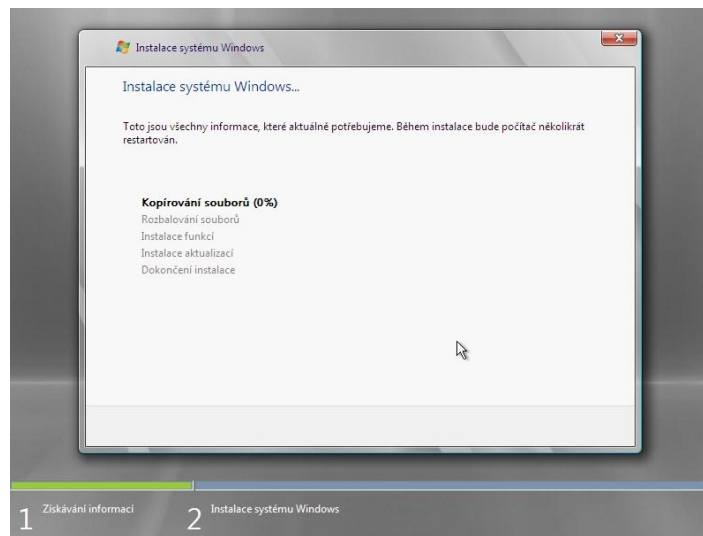 Instalace systému Windows
Instalace systému Windows...
Toto jsou všechny informace, které aktuálně potřebujeme. Během instalace bude počítač několikrát
restartován.
Kopírování souborů (0%)
Rozbalování souborů
Instalace funkcí
Instalace aktualizací
Dokončení instalace
1 Získávání informací
2 Instalace systému Windows